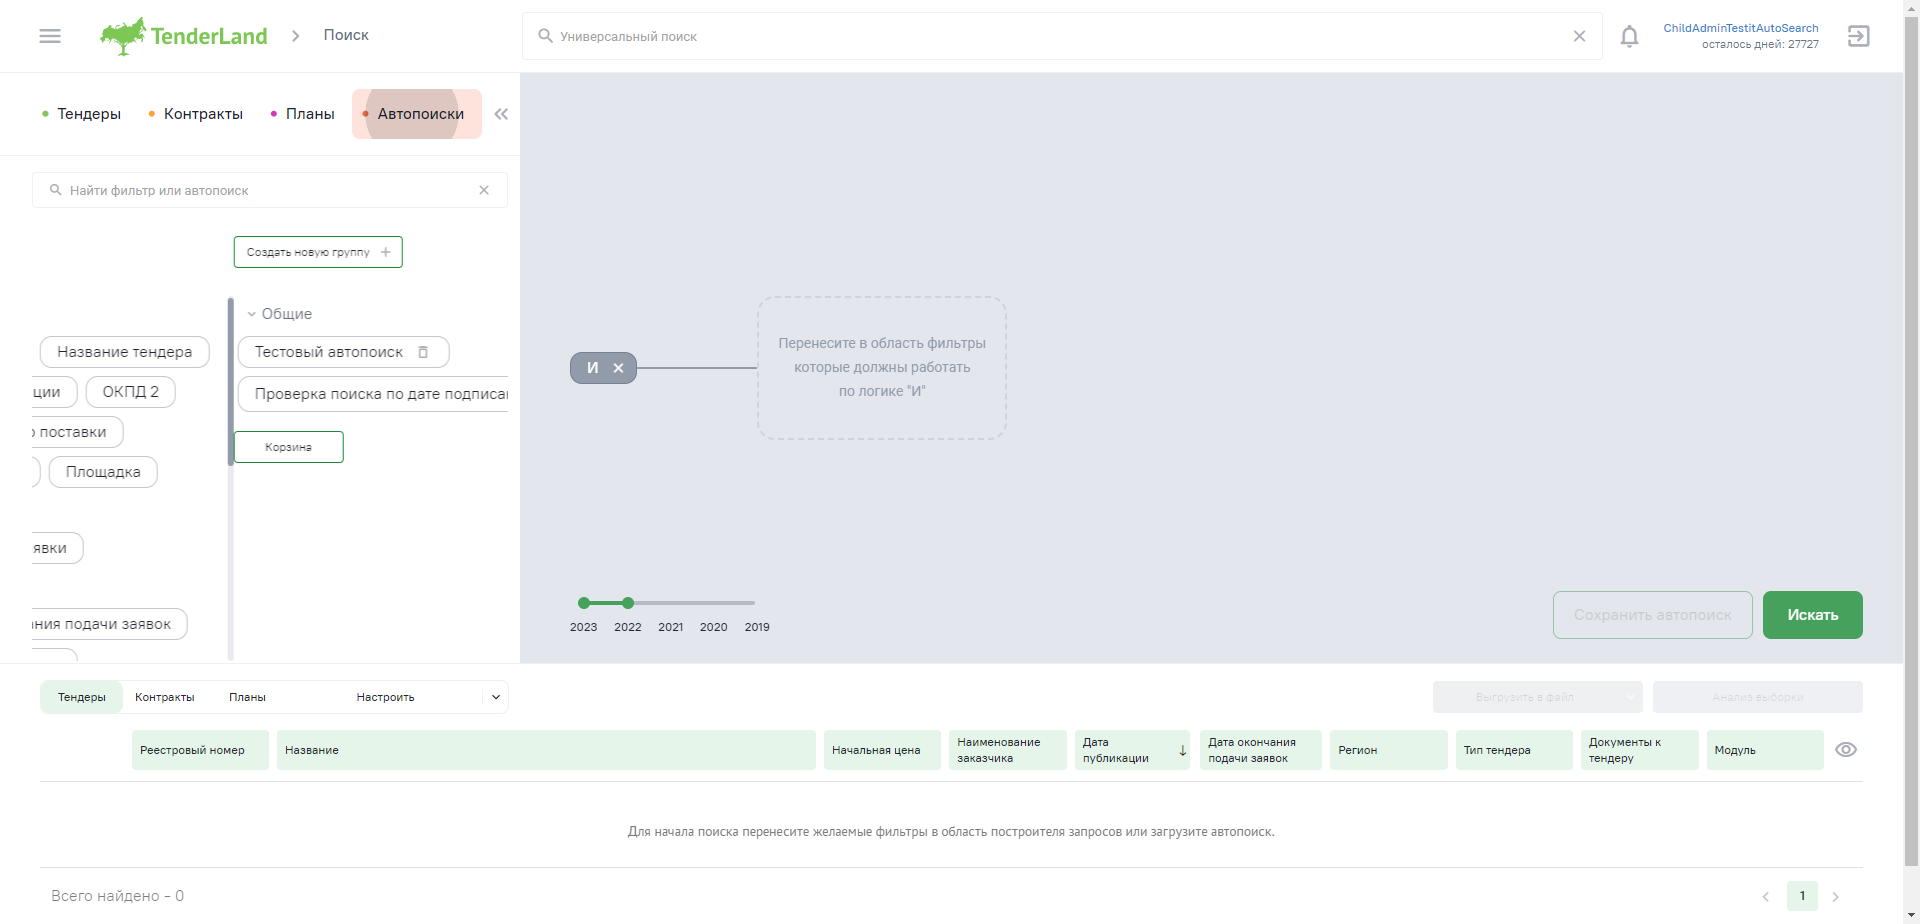 TenderLand
Поиск
Универсальный поиск
ChildAdminTestitAutoSearch
осталось дней: 27727
Тендеры
Контракты
Планы
Автопоиски
Найти фильтр или автопоиск
Создать новую группу
Общие
Название тендера
Тестовый автопоиск
ции
ОКПД 2
Проверка поиска по дате подписа
поставки
Корзина
Площадка
явки
ния подачи заявок
И
Перенесите в область фильтры
которые должны работать
по логике "И"
2023 2022 2021 2020 2019
Сохранить автопоиск
Искать
Тендеры
Контракты
Планы
Настроить
Выгрузить в файл
Анализ выборки
Реестровый номер
Название
Начальная цена
Наименование
заказчика
Дата
публикации
Дата окончания
подачи заявок
Регион
Тип тендера
Документы к
тендеру
Модуль
Для начала поиска перенесите желаемые фильтры в область построителя запросов или загрузите автопоиск.
Всего найдено - 0
1